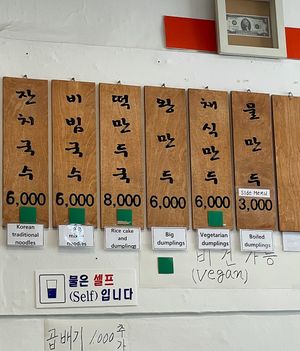 잔치국수
6,000
Korean
traditional
noodles
비빔국수
6,000
mix
noodles
떡만두국
8,000
Rice cake
and
dumplings
왕만두
6,000
Big
dumplings
채식만두
6,000
Vegetarian
dumplings
물만두
Side Menu
3,000
Boiled
dumplings
비건 가능
(Vegan)
물은 셀프
(Self) 입니다
곱배기 1,000 추가